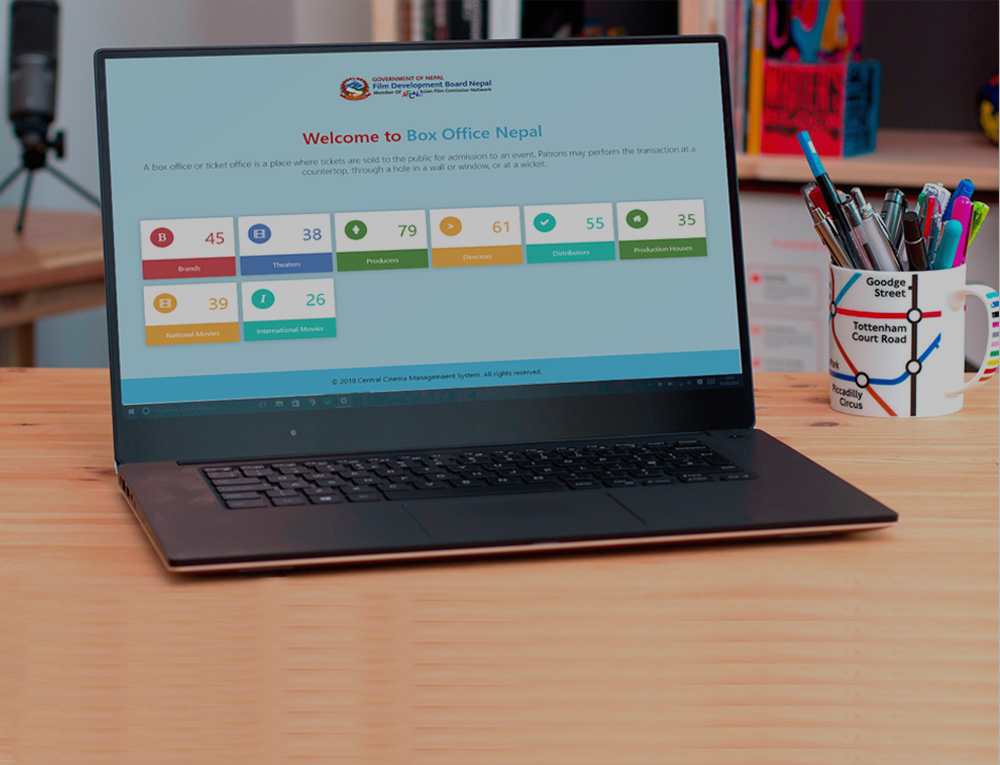 GOVERNMENT OF NEPAL
Film Development Board Nepal
Member Of AFCNet Asian Film Comission Network
Welcome to Box Office Nepal
A box office or ticket office is a place where tickets are sold to the public for admission to an event, Patrons may perform the transaction at a
countertop, through a hole in a wall or window, or at a wicket.
B 45
38
79
61
55
35
Brands
Theaters
Producers
Directors
Distributors
Production Houses
39
I 26
National Movies
International Movies
© 2018 Central Cinema Managemaent System. All rights reserved.
Goodge
Street
Tottenham
Court Road
Park
Piccadilly
Circus